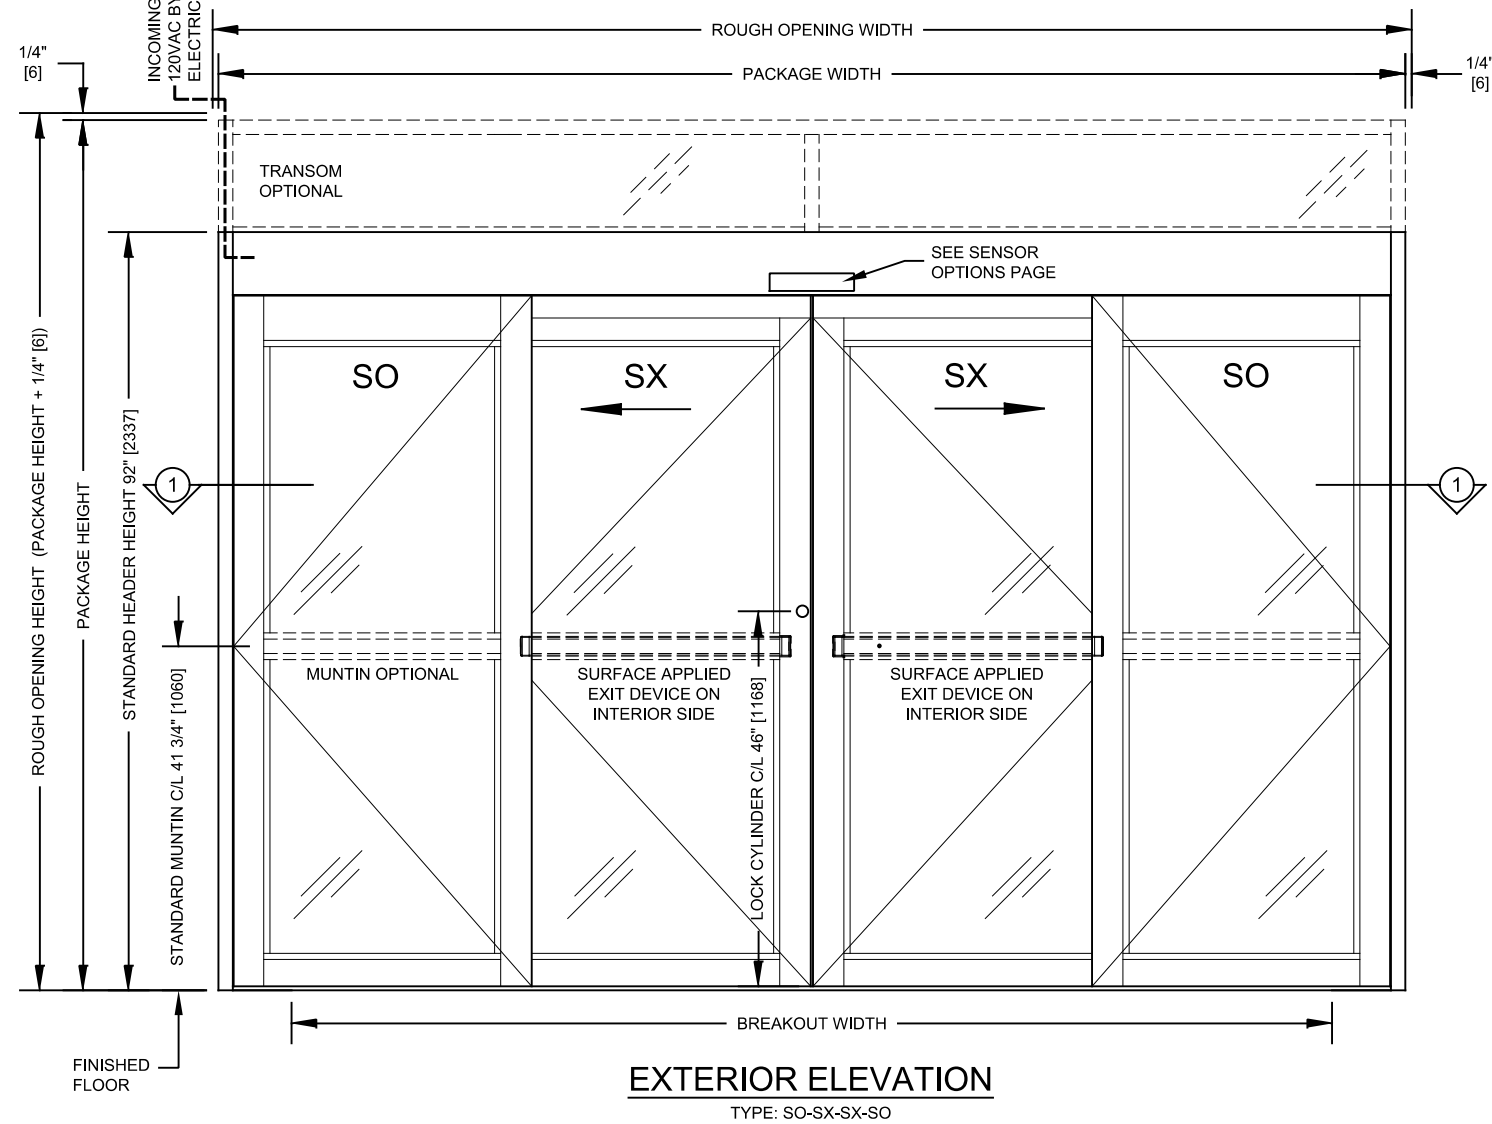 INCOMING
120VAC BY
ELECTRIC
ROUGH OPENING WIDTH
PACKAGE WIDTH
1/4"
[6]
1/4"
[6]
TRANSOM
OPTIONAL
SEE SENSOR
OPTIONS PAGE
SO
SX
SX
SO
1
1
ROUGH OPENING HEIGHT (PACKAGE HEIGHT + 1/4" [6])
PACKAGE HEIGHT
STANDARD HEADER HEIGHT 92" [2337]
STANDARD MUNTIN C/L 41 3/4" [1060]
MUNTIN OPTIONAL
SURFACE APPLIED
EXIT DEVICE ON
INTERIOR SIDE
LOCK CYLINDER C/L 46" [1168]
SURFACE APPLIED
EXIT DEVICE ON
INTERIOR SIDE
BREAKOUT WIDTH
FINISHED
FLOOR
EXTERIOR ELEVATION
TYPE: SO-SX-SX-SO